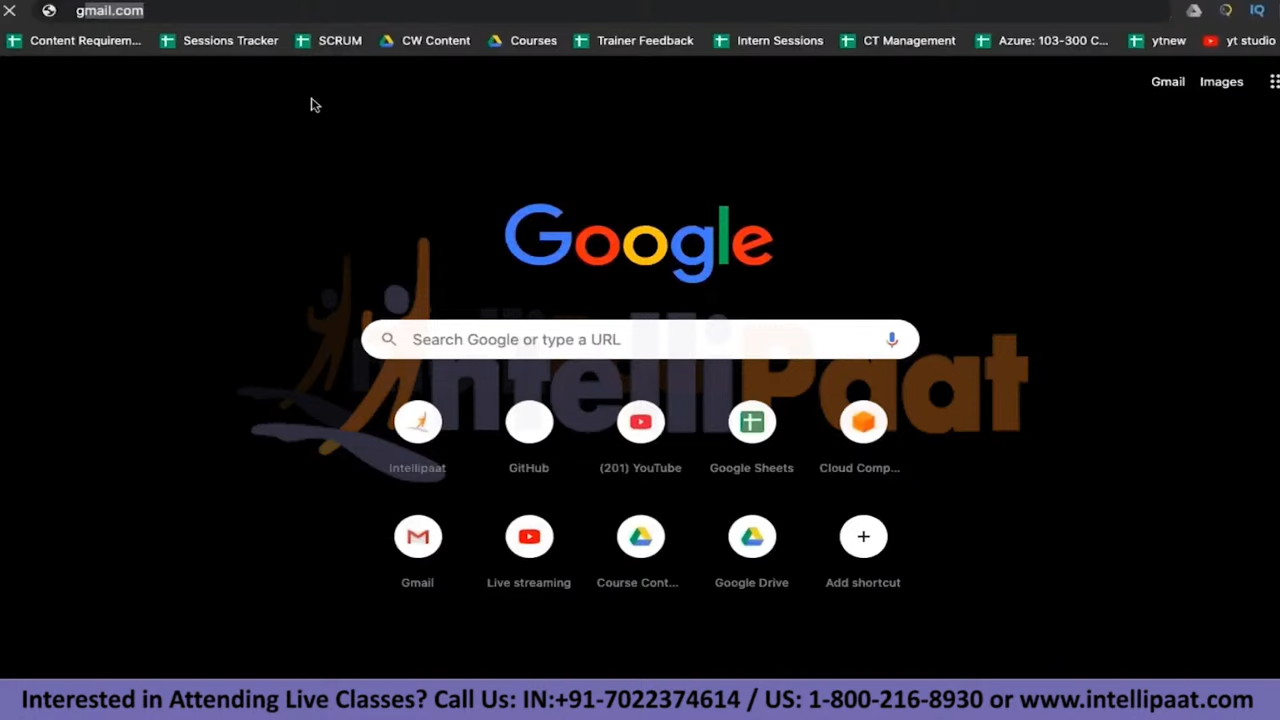 gmail.com
Content Requirem... Sessions Tracker SCRUM CW Content Courses Trainer Feedback Intern Sessions CT Management Azure: 103-300 C... ytnew yt studio
IQ
Gmail Images
Google
Search Google or type a URL
IntelliPaat
Intellipaat GitHub (201) YouTube Google Sheets Cloud Comp...
Gmail Live streaming Course Cont... Google Drive Add shortcut
Interested in Attending Live Classes? Call Us: IN:+91-7022374614 / US: 1-800-216-8930 or www.intellipaat.com